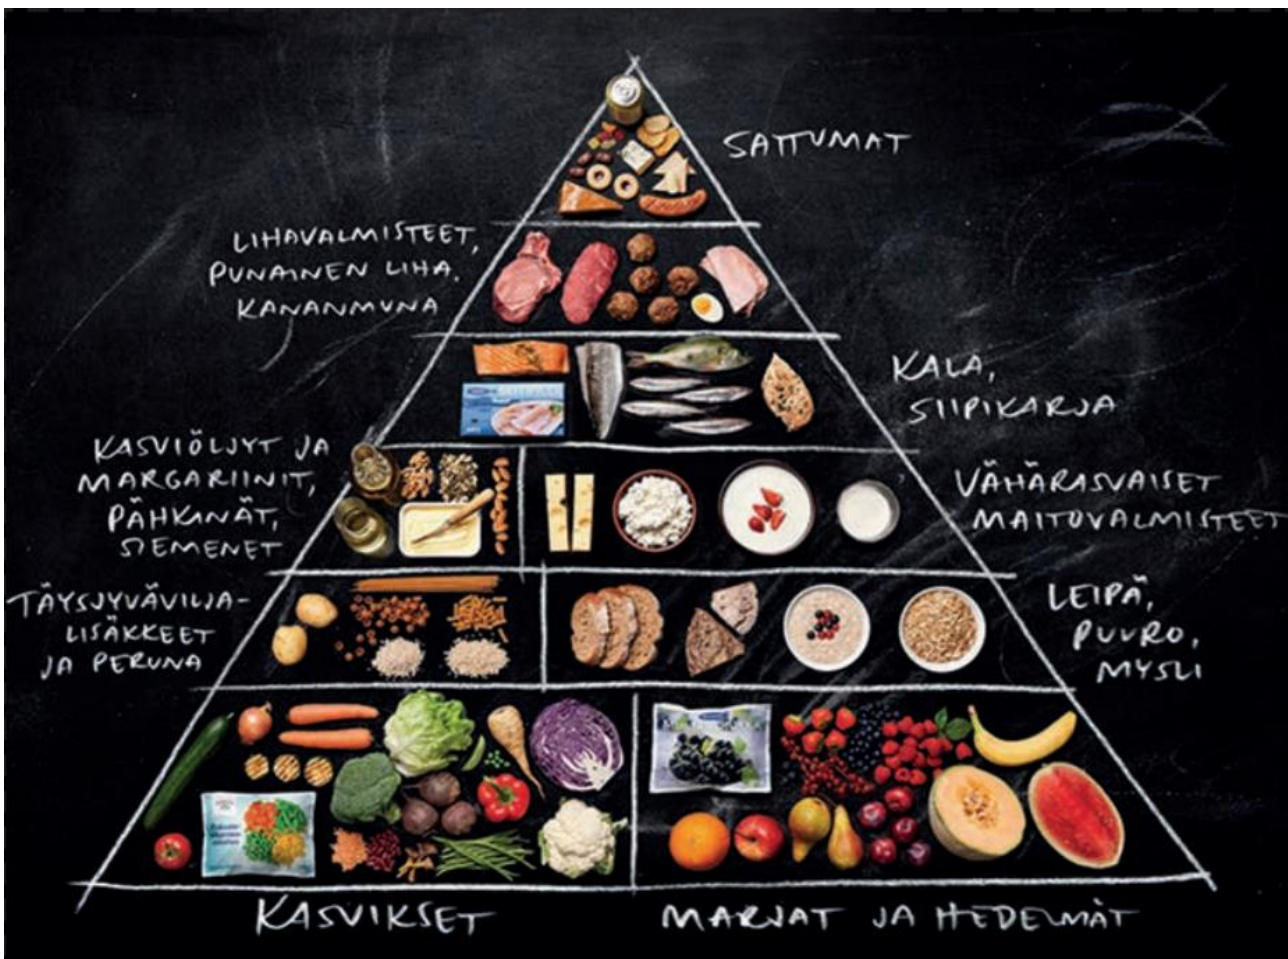 SATTUMAT
LIHAVALMISTEET,
PUNAINEN LIHA,
KANANMUNA
KALA,
SIIPIKARJA
KASVIÖLJYT JA
MARGARIINIT,
PÄHKINÄT,
SIEMENET
VÄHÄRASVAISET
MAITOVALMISTEET
TÄYSJYVÄVILJA-
LISÄKKEET
JA PERUNA
LEIPÄ,
PUURO,
MYSLI
KASVIKSET
MARJAT JA HEDELMÄT